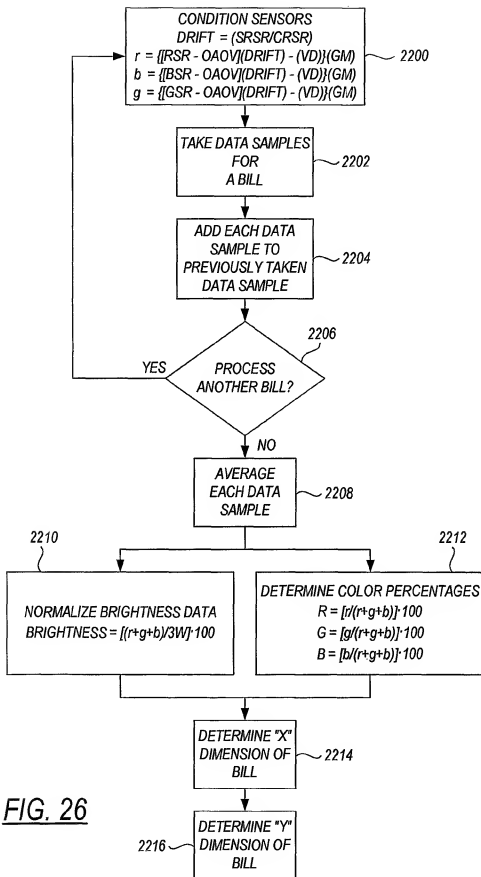 CONDITION SENSORS
DRIFT = (SRSR/CRSR)
r = {[RSR - OAOV](DRIFT) - (VD)}(GM)
b = {[BSR - OAOV](DRIFT) - (VD)}(GM)
g = {[GSR - OAOV](DRIFT) - (VD)}(GM)
2200
TAKE DATA SAMPLES
FOR
A BILL
2202
ADD EACH DATA
SAMPLE TO
PREVIOUSLY TAKEN
DATA SAMPLE
2204
2206
YES
PROCESS
ANOTHER BILL?
NO
AVERAGE
EACH DATA
SAMPLE
2208
2210
NORMALIZE BRIGHTNESS DATA
BRIGHTNESS = [(r+g+b)/3W]·100
2212
DETERMINE COLOR PERCENTAGES
R = [r/(r+g+b)]·100
G = [g/(r+g+b)]·100
B = [b/(r+g+b)]·100
DETERMINE "X"
DIMENSION OF
BILL
2214
FIG. 26
2216
DETERMINE "Y"
DIMENSION OF
BILL